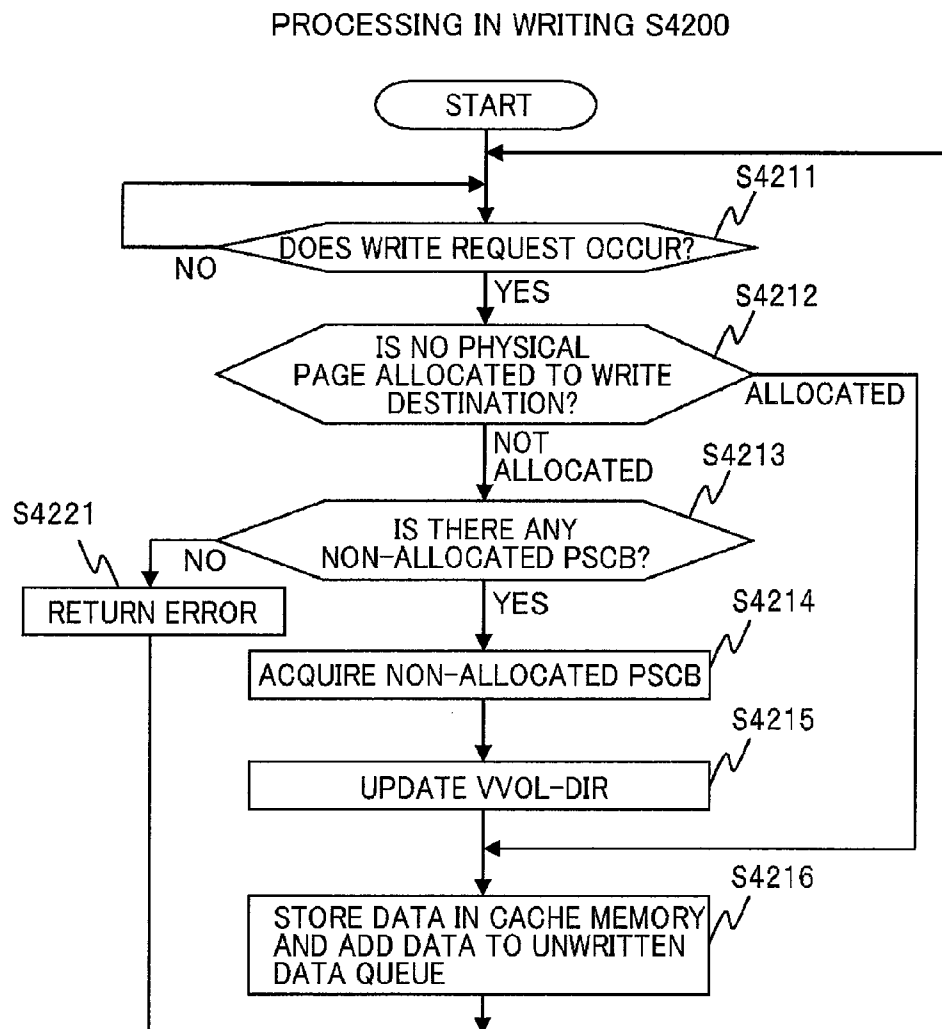 PROCESSING IN WRITING S4200
START
S4211
DOES WRITE REQUEST OCCUR?
NO
YES
S4212
IS NO PHYSICAL
PAGE ALLOCATED TO WRITE
DESTINATION?
ALLOCATED
NOT
ALLOCATED
S4213
S4221
IS THERE ANY
NON-ALLOCATED PSCB?
NO
YES
RETURN ERROR
S4214
ACQUIRE NON-ALLOCATED PSCB
S4215
UPDATE VVOL-DIR
S4216
STORE DATA IN CACHE MEMORY
AND ADD DATA TO UNWRITTEN
DATA QUEUE